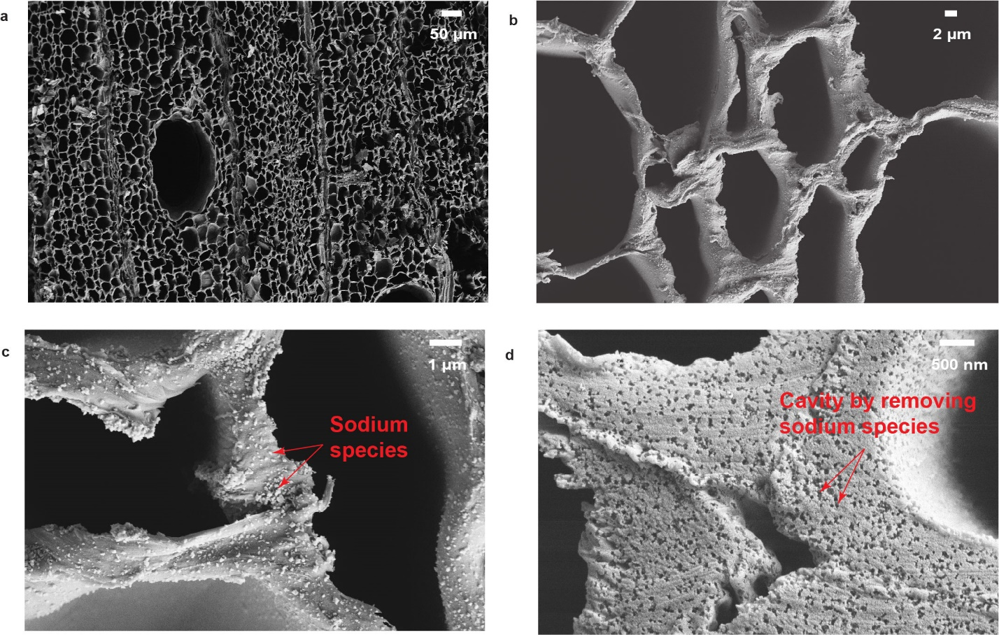 a
50 µm
b
2 µm
c
1 µm
Sodium
species
d
500 nm
Cavity by removing
sodium species